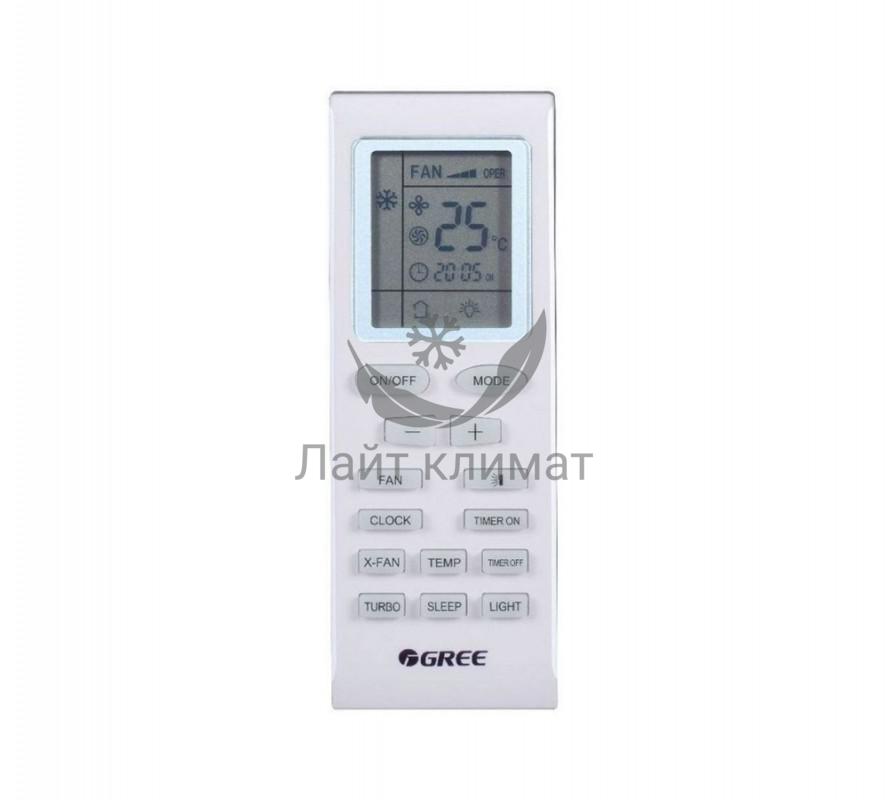 FAN OPER
25 °C
20:05 ON
ON/OFF MODE
− +
Лайт климат
FAN
CLOCK TIMER ON
X-FAN TEMP TIMER OFF
TURBO SLEEP LIGHT
GREE